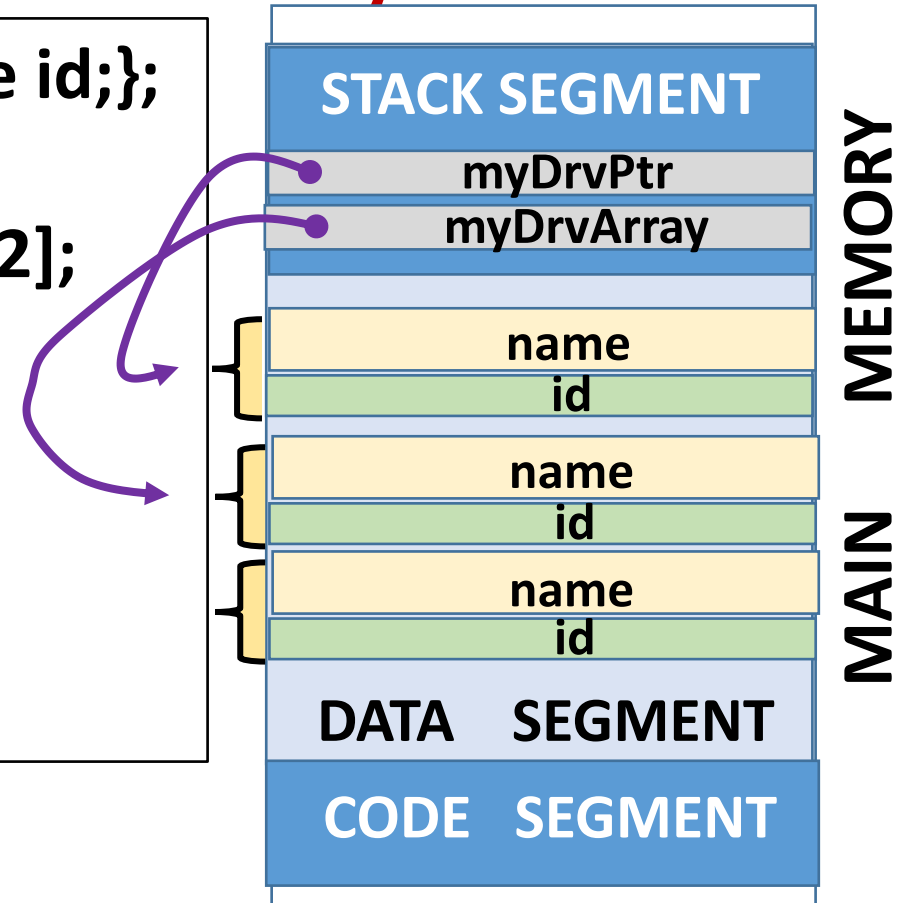 e id;};
2];
STACK SEGMENT
myDrvPtr
myDrvArray
name
id
name
id
name
id
DATA SEGMENT
CODE SEGMENT
MAIN MEMORY